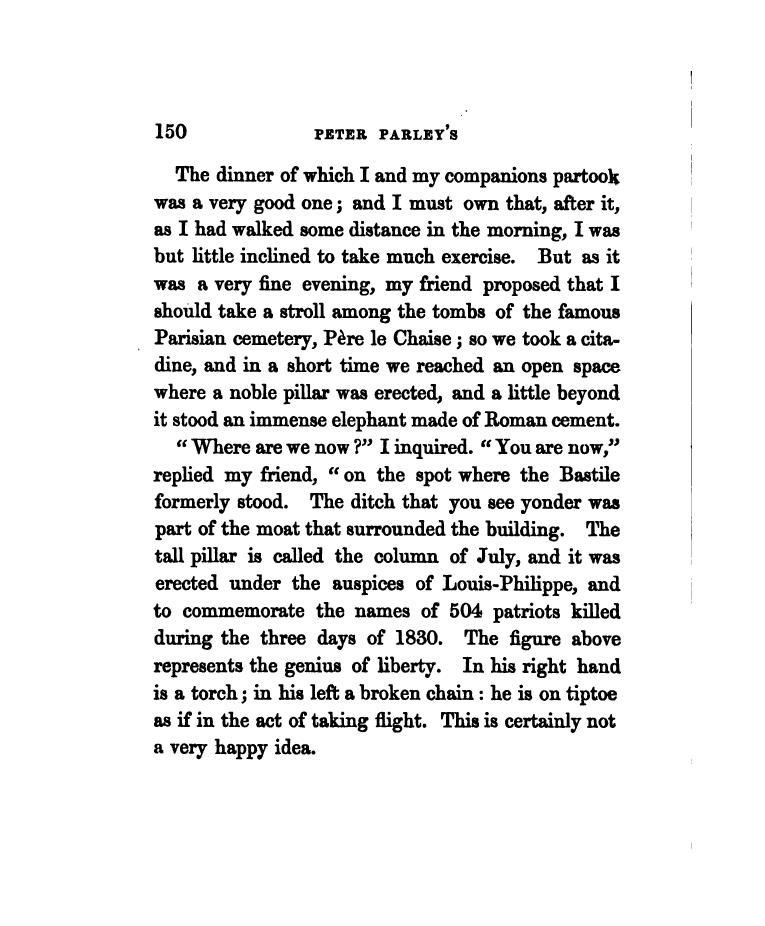 150 PETER PARLEY'S
The dinner of which I and my companions partook
was a very good one; and I must own that, after it,
as I had walked some distance in the morning, I was
but little inclined to take much exercise. But as it
was a very fine evening, my friend proposed that I
should take a stroll among the tombs of the famous
Parisian cemetery, Père le Chaise; so we took a cita-
dine, and in a short time we reached an open space
where a noble pillar was erected, and a little beyond
it stood an immense elephant made of Roman cement.
“Where are we now?” I inquired. “You are now,”
replied my friend, “on the spot where the Bastile
formerly stood. The ditch that you see yonder was
part of the moat that surrounded the building. The
tall pillar is called the column of July, and it was
erected under the auspices of Louis-Philippe, and
to commemorate the names of 504 patriots killed
during the three days of 1830. The figure above
represents the genius of liberty. In his right hand
is a torch; in his left a broken chain: he is on tiptoe
as if in the act of taking flight. This is certainly not
a very happy idea.